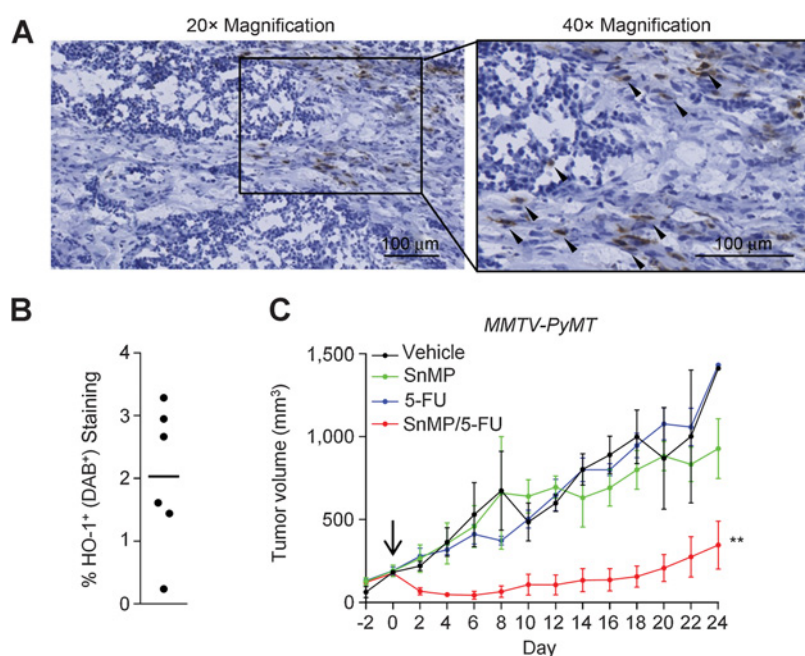 A
20× Magnification
40× Magnification
100 μm
100 μm
B
% HO-1⁺ (DAB⁺) Staining
4
3
2
1
0
C
MMTV-PyMT
Tumor volume (mm³)
1,500
1,000
500
0
Vehicle
SnMP
5-FU
SnMP/5-FU
**
-2 0 2 4 6 8 10 12 14 16 18 20 22 24
Day